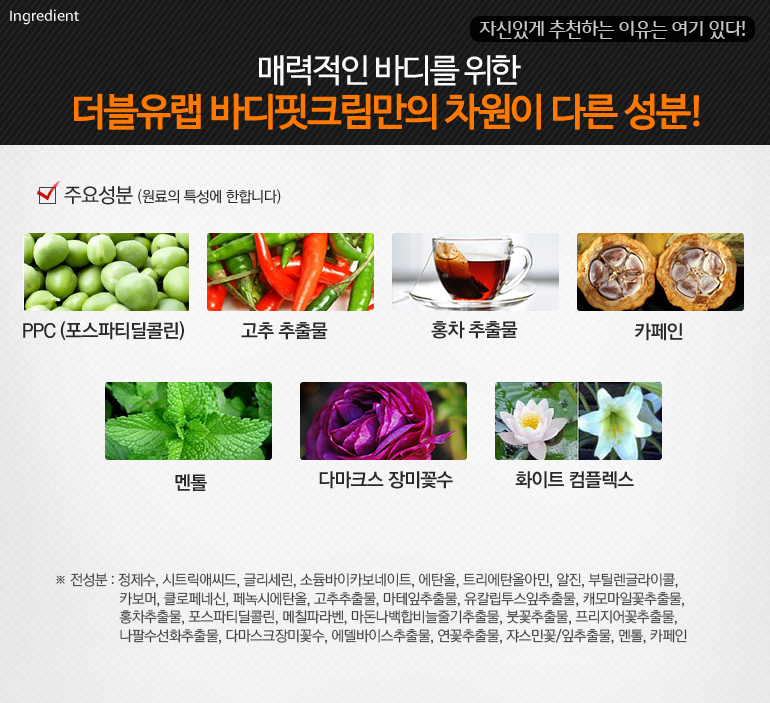 Ingredient
자신있게 추천하는 이유는 여기 있다!
매력적인 바디를 위한
더블유랩 바디핏크림만의 차원이 다른 성분!
주요성분 (원료의 특성에 한합니다)
PPC (포스파티딜콜린)
고추 추출물
홍차 추출물
카페인
멘톨
다마크스 장미꽃수
화이트 컴플렉스
※ 전성분 : 정제수, 시트릭애씨드, 글리세린, 소듐바이카보네이트, 에탄올, 트리에탄올아민, 알진, 부틸렌글라이콜,
카보머, 클로페네신, 페녹시에탄올, 고추추출물, 마테잎추출물, 유칼립투스잎추출물, 캐모마일꽃추출물,
홍차추출물, 포스파티딜콜린, 메칠파라벤, 마돈나백합비늘줄기추출물, 붓꽃추출물, 프리지어꽃추출물,
나팔수선화추출물, 다마스크장미꽃수, 에델바이스추출물, 연꽃추출물, 쟈스민꽃/잎추출물, 멘톨, 카페인